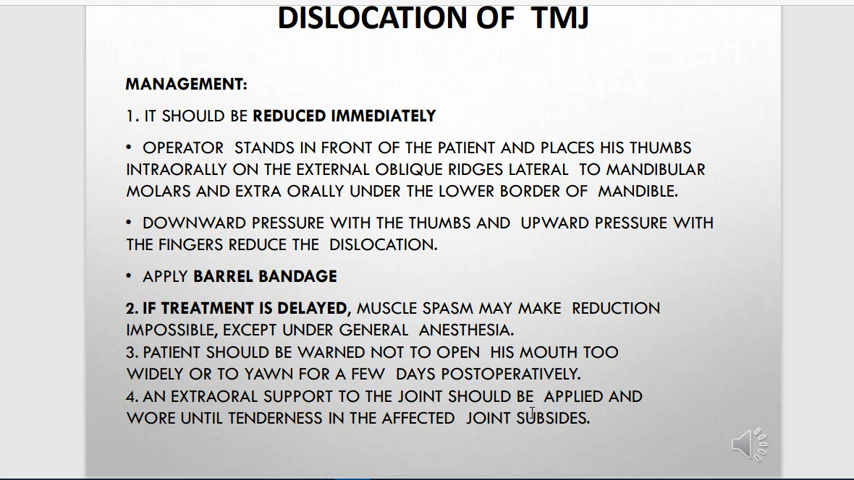 DISLOCATION OF TMJ
MANAGEMENT:
1. IT SHOULD BE REDUCED IMMEDIATELY
• OPERATOR STANDS IN FRONT OF THE PATIENT AND PLACES HIS THUMBS
INTRAORALLY ON THE EXTERNAL OBLIQUE RIDGES LATERAL TO MANDIBULAR
MOLARS AND EXTRA ORALLY UNDER THE LOWER BORDER OF MANDIBLE.
• DOWNWARD PRESSURE WITH THE THUMBS AND UPWARD PRESSURE WITH
THE FINGERS REDUCE THE DISLOCATION.
• APPLY BARREL BANDAGE
2. IF TREATMENT IS DELAYED, MUSCLE SPASM MAY MAKE REDUCTION
IMPOSSIBLE, EXCEPT UNDER GENERAL ANESTHESIA.
3. PATIENT SHOULD BE WARNED NOT TO OPEN HIS MOUTH TOO
WIDELY OR TO YAWN FOR A FEW DAYS POSTOPERATIVELY.
4. AN EXTRAORAL SUPPORT TO THE JOINT SHOULD BE APPLIED AND
WORE UNTIL TENDERNESS IN THE AFFECTED JOINT SUBSIDES.